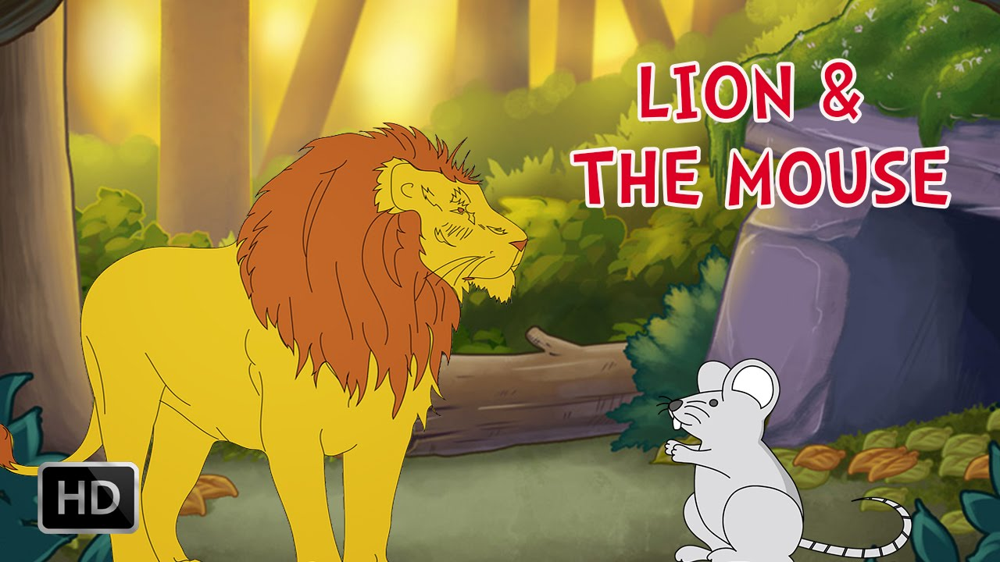 LION &
THE MOUSE
HD